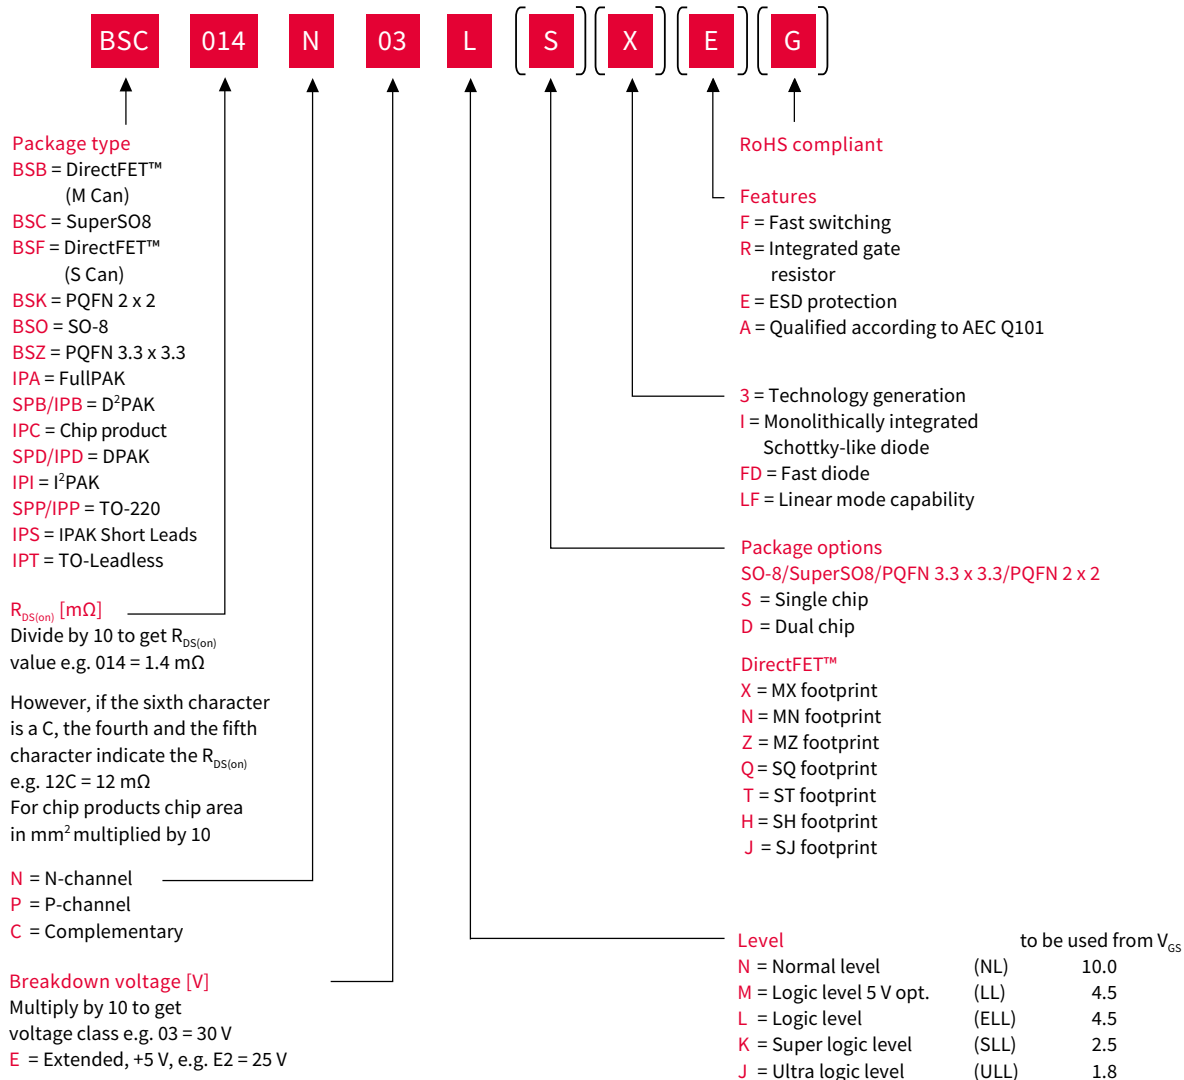 BSC 014 N 03 L S X E G
Package type
BSB = DirectFET™
(M Can)
BSC = SuperSO8
BSF = DirectFET™
(S Can)
BSK = PQFN 2 x 2
BSO = SO-8
BSZ = PQFN 3.3 x 3.3
IPA = FullPAK
SPB/IPB = D²PAK
IPC = Chip product
SPD/IPD = DPAK
IPI = I²PAK
SPP/IPP = TO-220
IPS = IPAK Short Leads
IPT = TO-Leadless
RDS(on) [mΩ]
Divide by 10 to get RDS(on)
value e.g. 014 = 1.4 mΩ
However, if the sixth character
is a C, the fourth and the fifth
character indicate the RDS(on)
e.g. 12C = 12 mΩ
For chip products chip area
in mm² multiplied by 10
N = N-channel
P = P-channel
C = Complementary
Breakdown voltage [V]
Multiply by 10 to get
voltage class e.g. 03 = 30 V
E = Extended, +5 V, e.g. E2 = 25 V
RoHS compliant
Features
F = Fast switching
R = Integrated gate
resistor
E = ESD protection
A = Qualified according to AEC Q101
3 = Technology generation
I = Monolithically integrated
Schottky-like diode
FD = Fast diode
LF = Linear mode capability
Package options
SO-8/SuperSO8/PQFN 3.3 x 3.3/PQFN 2 x 2
S = Single chip
D = Dual chip
DirectFET™
X = MX footprint
N = MN footprint
Z = MZ footprint
Q = SQ footprint
T = ST footprint
H = SH footprint
J = SJ footprint
Level to be used from VGS
N = Normal level (NL) 10.0
M = Logic level 5 V opt. (LL) 4.5
L = Logic level (ELL) 4.5
K = Super logic level (SLL) 2.5
J = Ultra logic level (ULL) 1.8